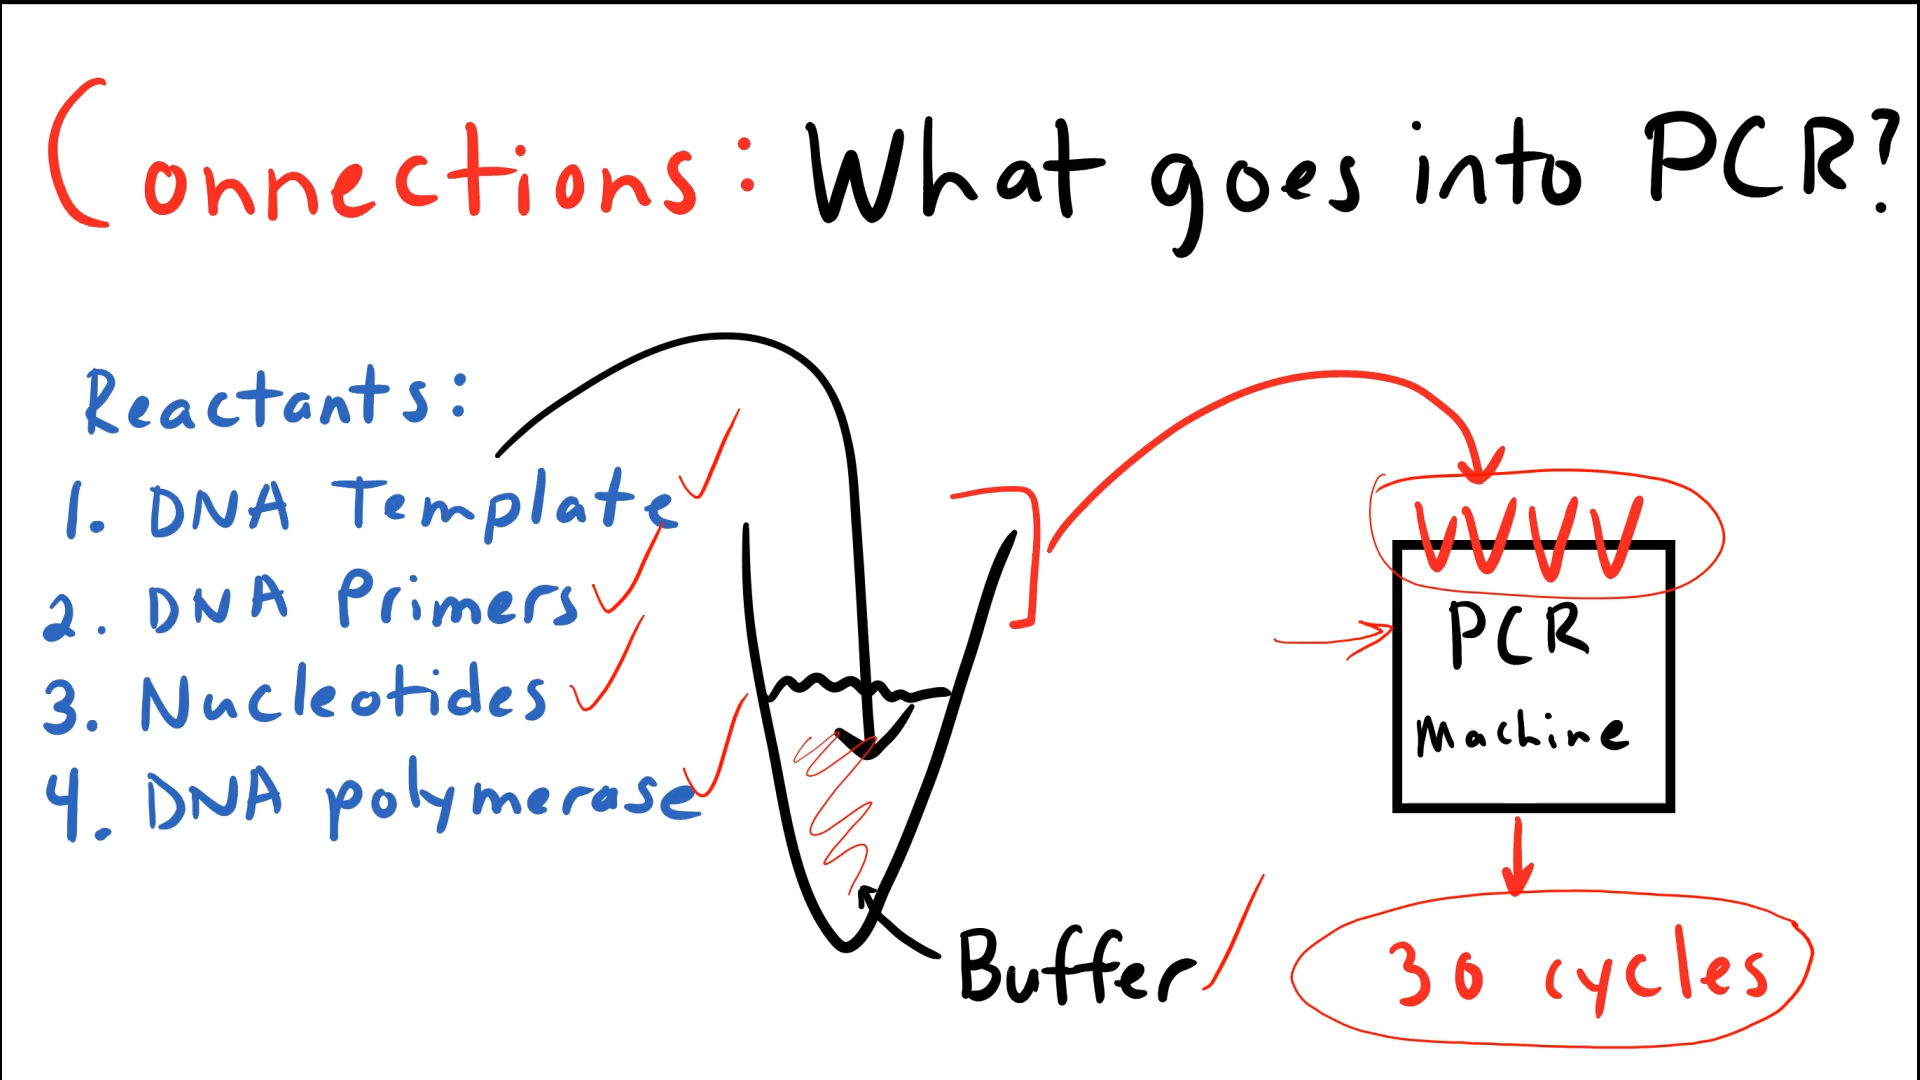 Connections: What goes into PCR?
Reactants:
1. DNA Template
2. DNA Primers
3. Nucleotides
4. DNA polymerase
Buffer
PCR
Machine
30 cycles